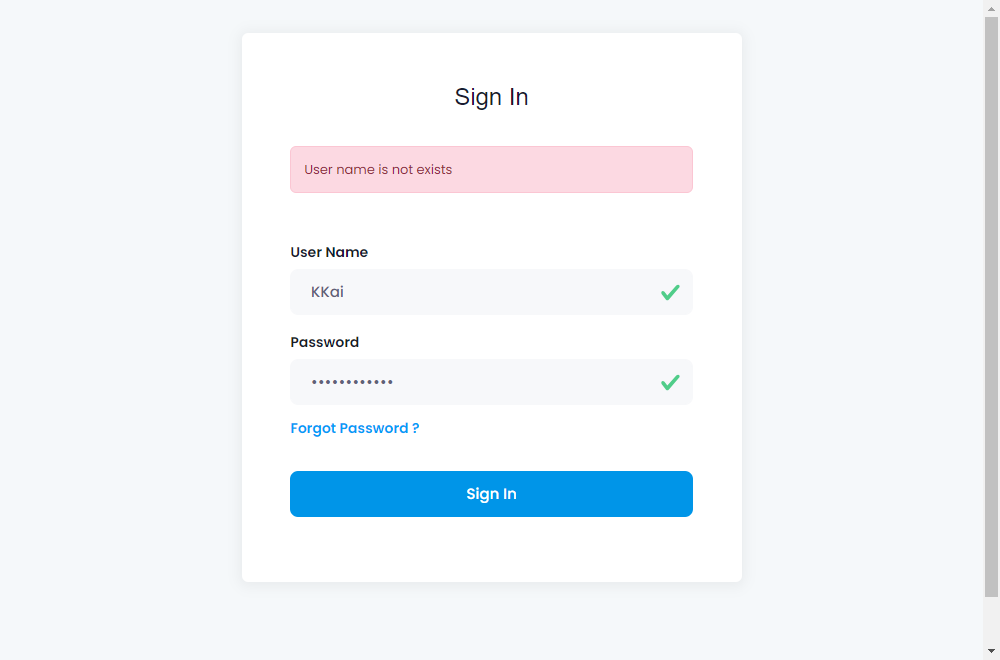 Sign In
User name is not exists
User Name
KKai
Password
••••••••••••
Forgot Password ?
Sign In